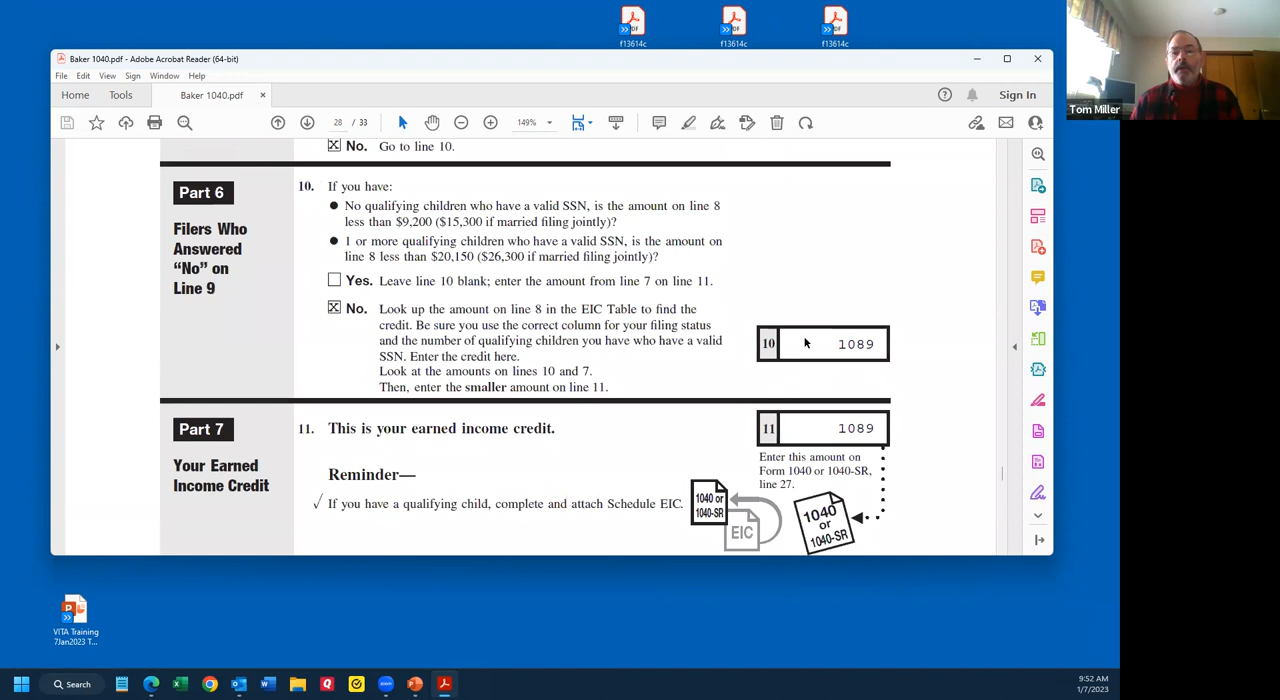 f13614c
f13614c
f13614c
Baker 1040.pdf - Adobe Acrobat Reader (64-bit)
File Edit View Sign Window Help
Home Tools Baker 1040.pdf × Sign In
28 / 33 149%
Tom Miller
☒ No. Go to line 10.
Part 6
Filers Who
Answered
“No” on
Line 9
10. If you have:
● No qualifying children who have a valid SSN, is the amount on line 8
less than $9,200 ($15,300 if married filing jointly)?
● 1 or more qualifying children who have a valid SSN, is the amount on
line 8 less than $20,150 ($26,300 if married filing jointly)?
☐ Yes. Leave line 10 blank; enter the amount from line 7 on line 11.
☒ No. Look up the amount on line 8 in the EIC Table to find the
credit. Be sure you use the correct column for your filing status
and the number of qualifying children you have who have a valid
SSN. Enter the credit here.
Look at the amounts on lines 10 and 7.
Then, enter the smaller amount on line 11.
10 1089
Part 7
Your Earned
Income Credit
11. This is your earned income credit.
11 1089
Enter this amount on
Form 1040 or 1040-SR,
line 27.
Reminder—
√ If you have a qualifying child, complete and attach Schedule EIC.
1040 or
1040-SR
EIC
1040
or
1040-SR
VITA Training
7Jan2023 T...
Search
9:52 AM
1/7/2023